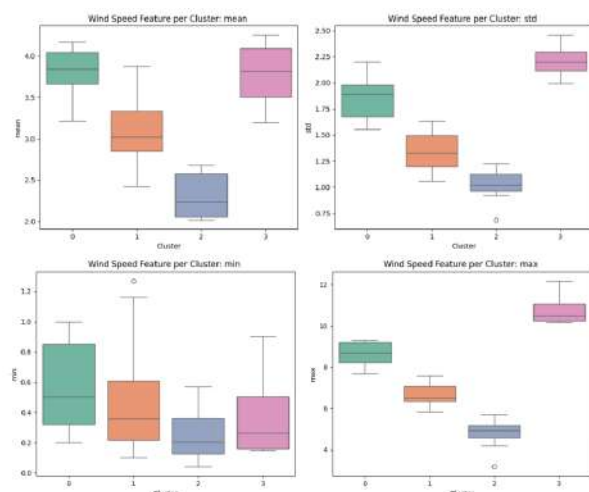 Wind Speed Feature per Cluster: mean
mean
4.0
3.5
3.0
2.5
2.0
0 1 2 3
Cluster
Wind Speed Feature per Cluster: std
std
2.50
2.25
2.00
1.75
1.50
1.25
1.00
0.75
0 1 2 3
Cluster
Wind Speed Feature per Cluster: min
min
1.2
1.0
0.8
0.6
0.4
0.2
0.0
0 1 2 3
Cluster
Wind Speed Feature per Cluster: max
max
12
10
8
6
4
0 1 2 3
Cluster